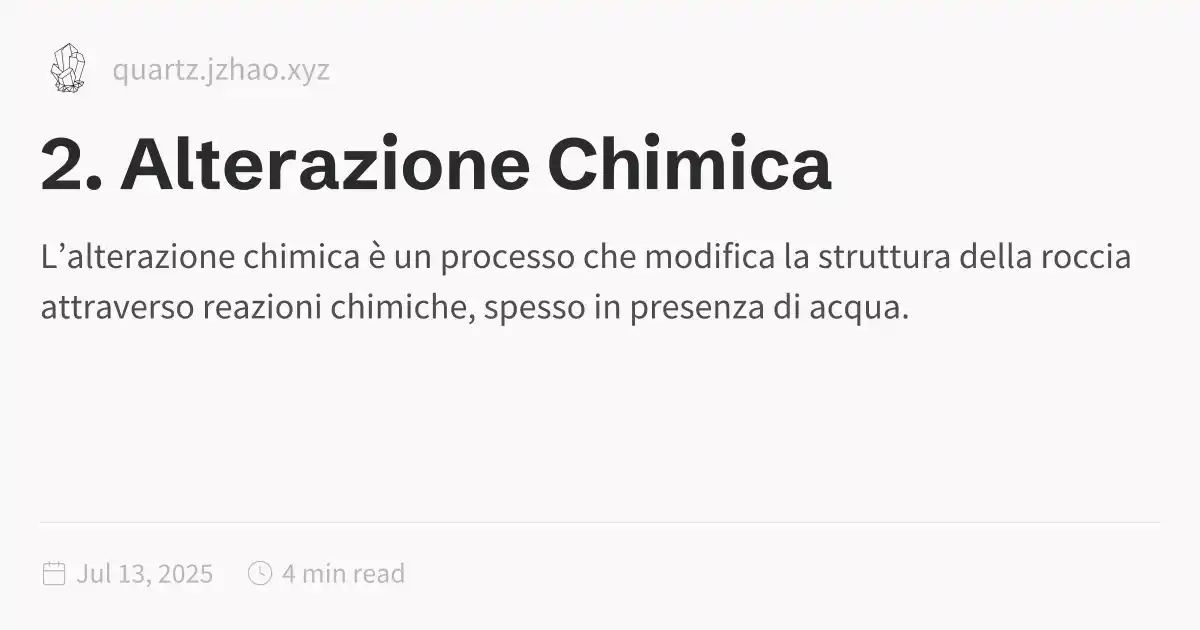 quartz.jzhao.xyz
2. Alterazione Chimica
L’alterazione chimica è un processo che modifica la struttura della roccia
attraverso reazioni chimiche, spesso in presenza di acqua.
Jul 13, 2025 4 min read